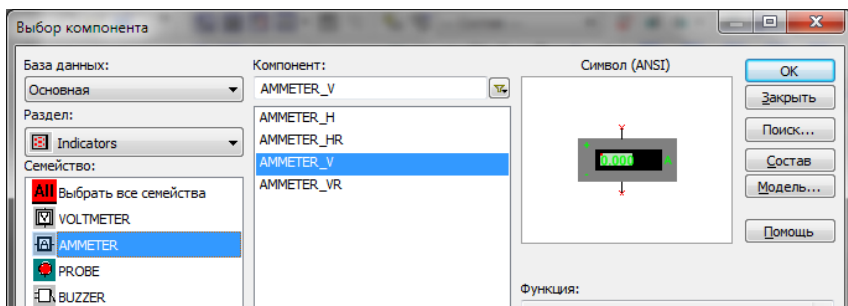 Выбор компонента
База данных:
Основная
Раздел:
Indicators
Семейство:
All Выбрать все семейства
VOLTMETER
AMMETER
PROBE
BUZZER
Компонент:
AMMETER_V
AMMETER_H
AMMETER_HR
AMMETER_V
AMMETER_VR
Символ (ANSI)
0.000 A
Функция:
OK
Закрыть
Поиск...
Состав
Модель...
Помощь